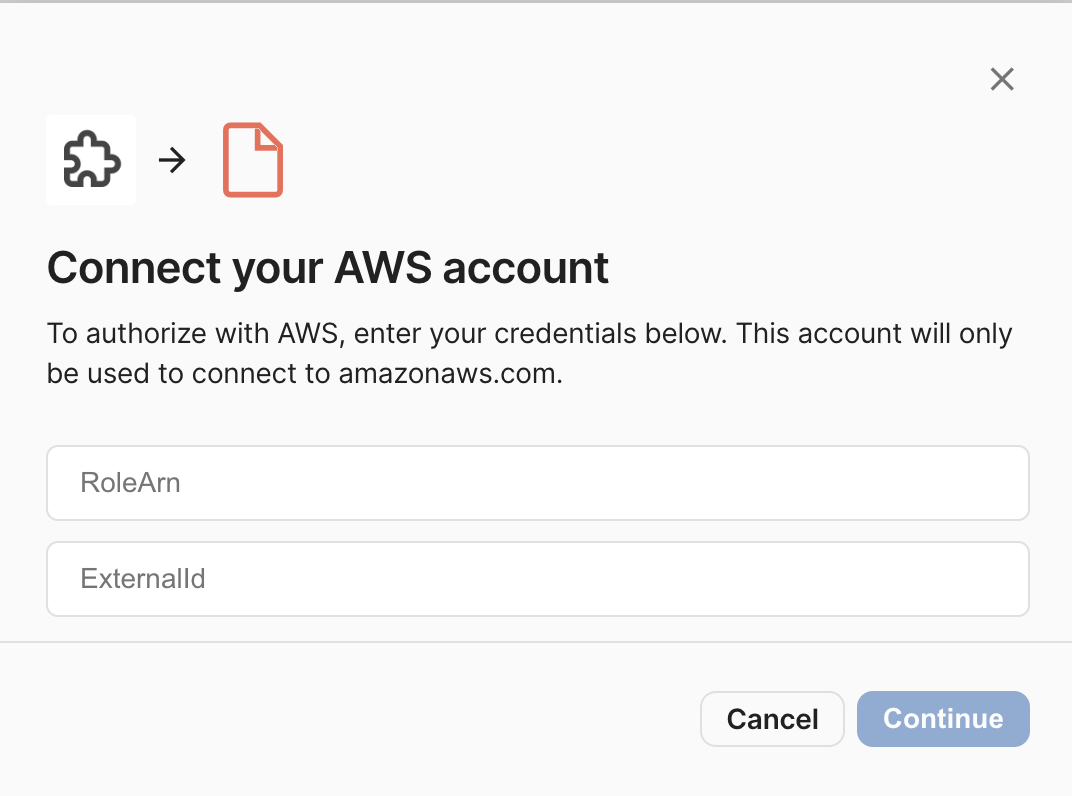 Connect your AWS account
To authorize with AWS, enter your credentials below. This account will only
be used to connect to amazonaws.com.
RoleArn
ExternalId
Cancel
Continue